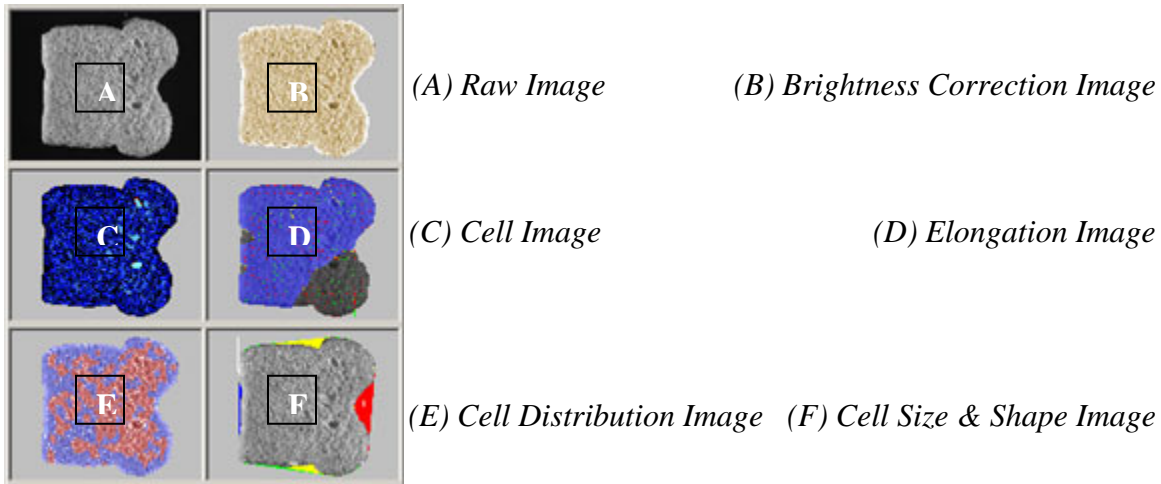 A B (A) Raw Image (B) Brightness Correction Image
C D (C) Cell Image (D) Elongation Image
E F (E) Cell Distribution Image (F) Cell Size & Shape Image